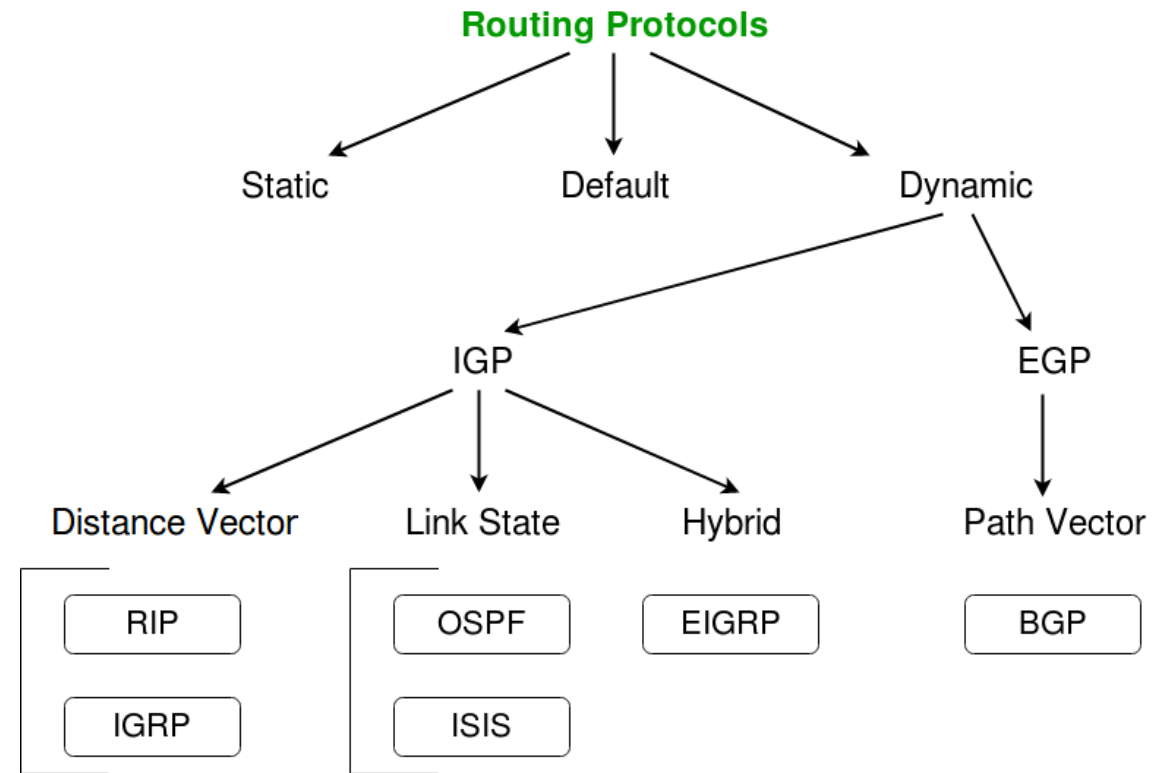 Routing Protocols
Static Default Dynamic
IGP EGP
Distance Vector Link State Hybrid Path Vector
RIP OSPF EIGRP BGP
IGRP ISIS